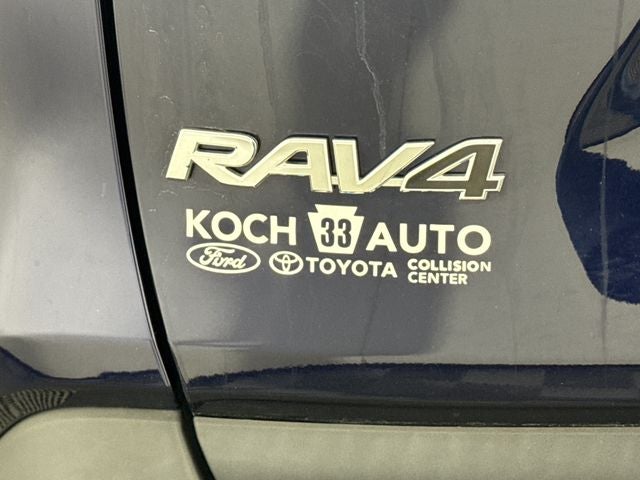 RAV4
KOCH 33 AUTO
Ford TOYOTA COLLISION
CENTER